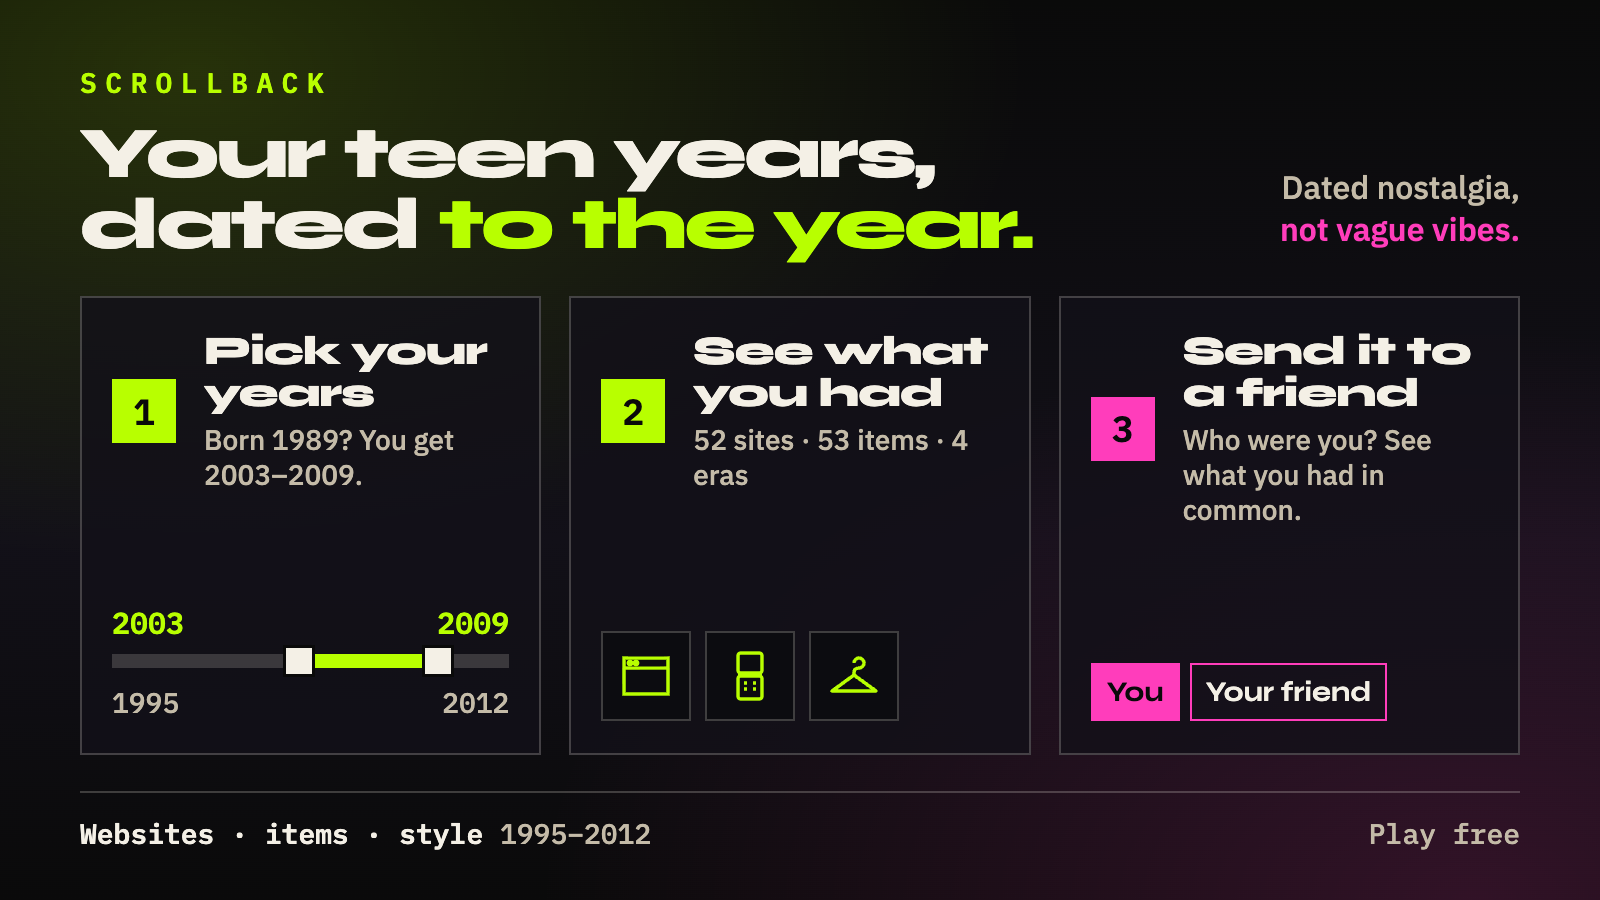 SCROLLBACK
Your teen years,
dated to the year.
Dated nostalgia,
not vague vibes.
1
Pick your
years
Born 1989? You get
2003–2009.
2003 2009
1995 2012
2
See what
you had
52 sites · 53 items · 4
eras
3
Send it to
a friend
Who were you? See
what you had in
common.
You Your friend
Websites · items · style 1995–2012
Play free